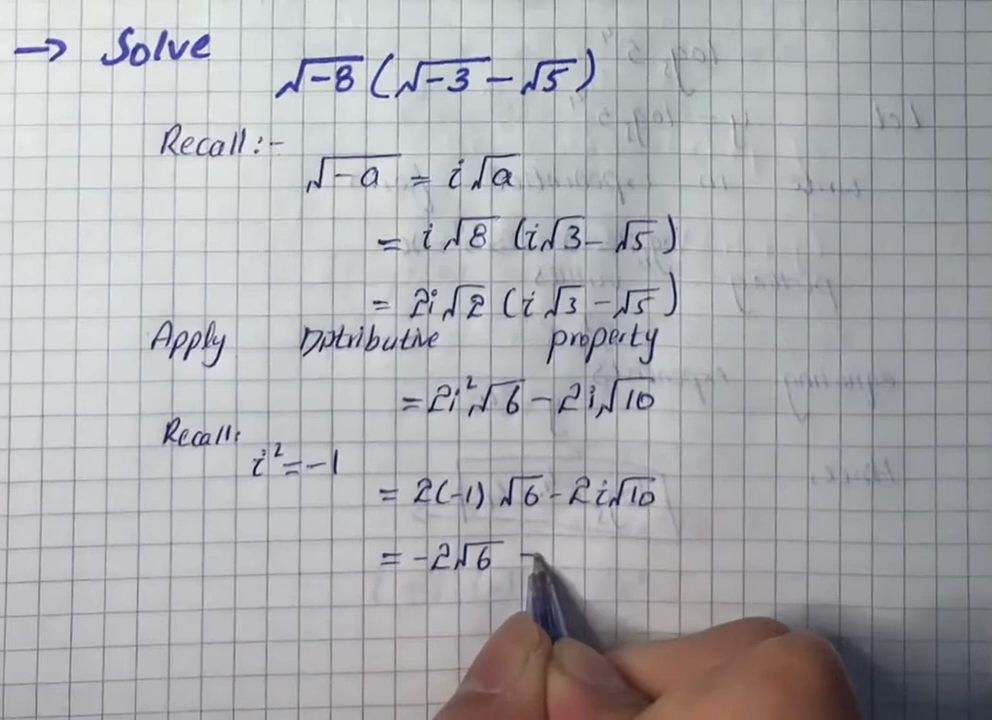 → Solve
√-8 (√-3 - √5)
Recall:-
√-a = i√a
= i√8 (i√3 - √5)
= 2i√2 (i√3 - √5)
Apply Dstributive property
= 2i²√6 - 2i√10
Recall:
i² = -1
= 2(-1)√6 - 2i√10
= -2√6 -